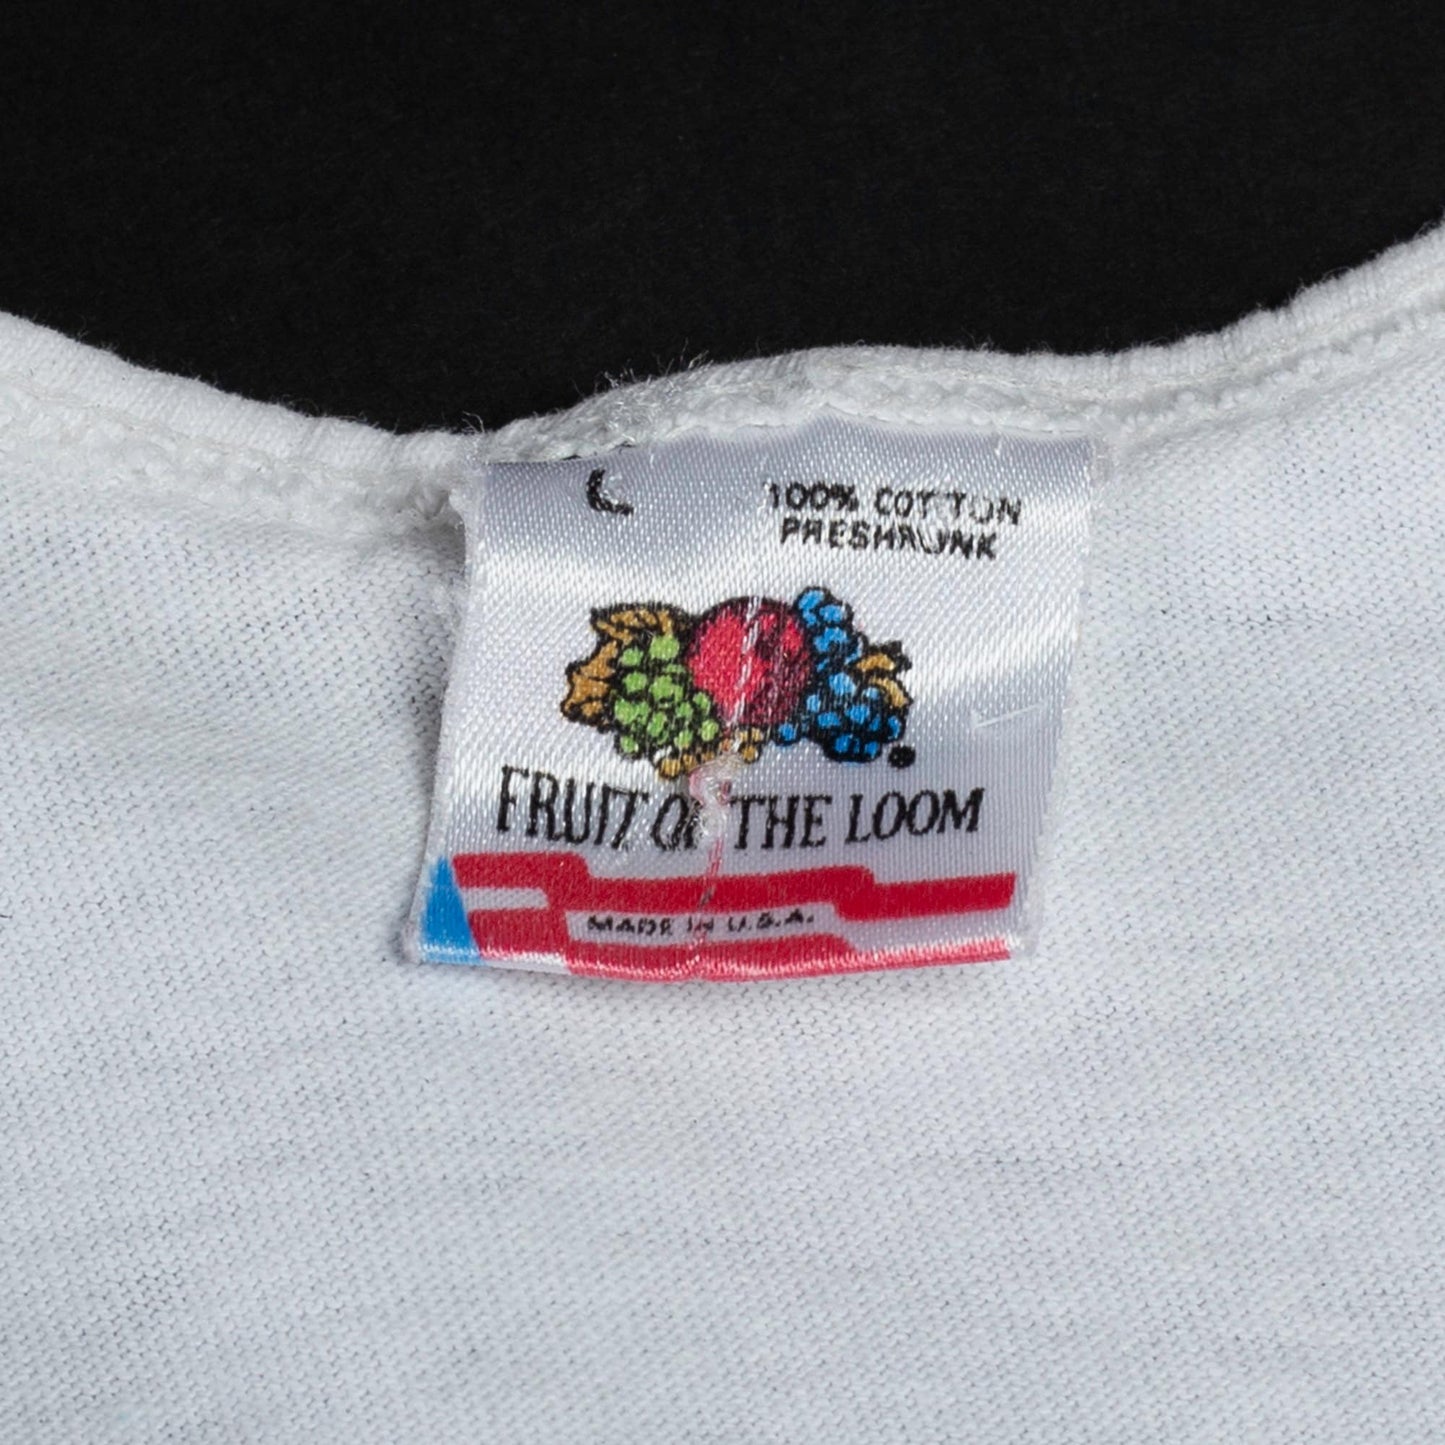 L
100% COTTON
PRESHRUNK
FRUIT OF THE LOOM
MADE IN U.S.A.